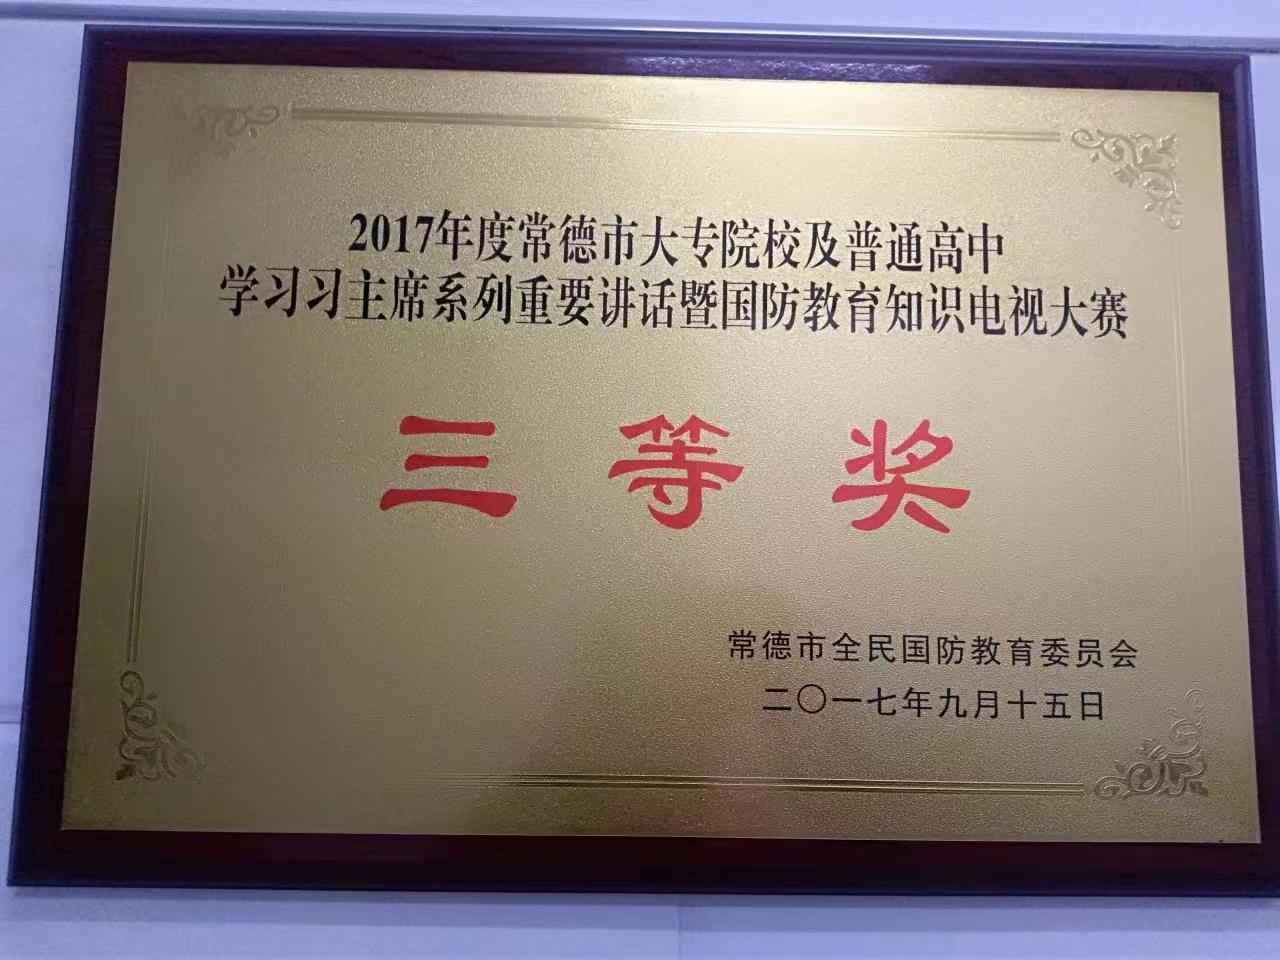 2017年度常德市大专院校及普通高中
学习习主席系列重要讲话暨国防教育知识电视大赛
三等奖
常德市全民国防教育委员会
二〇一七年九月十五日